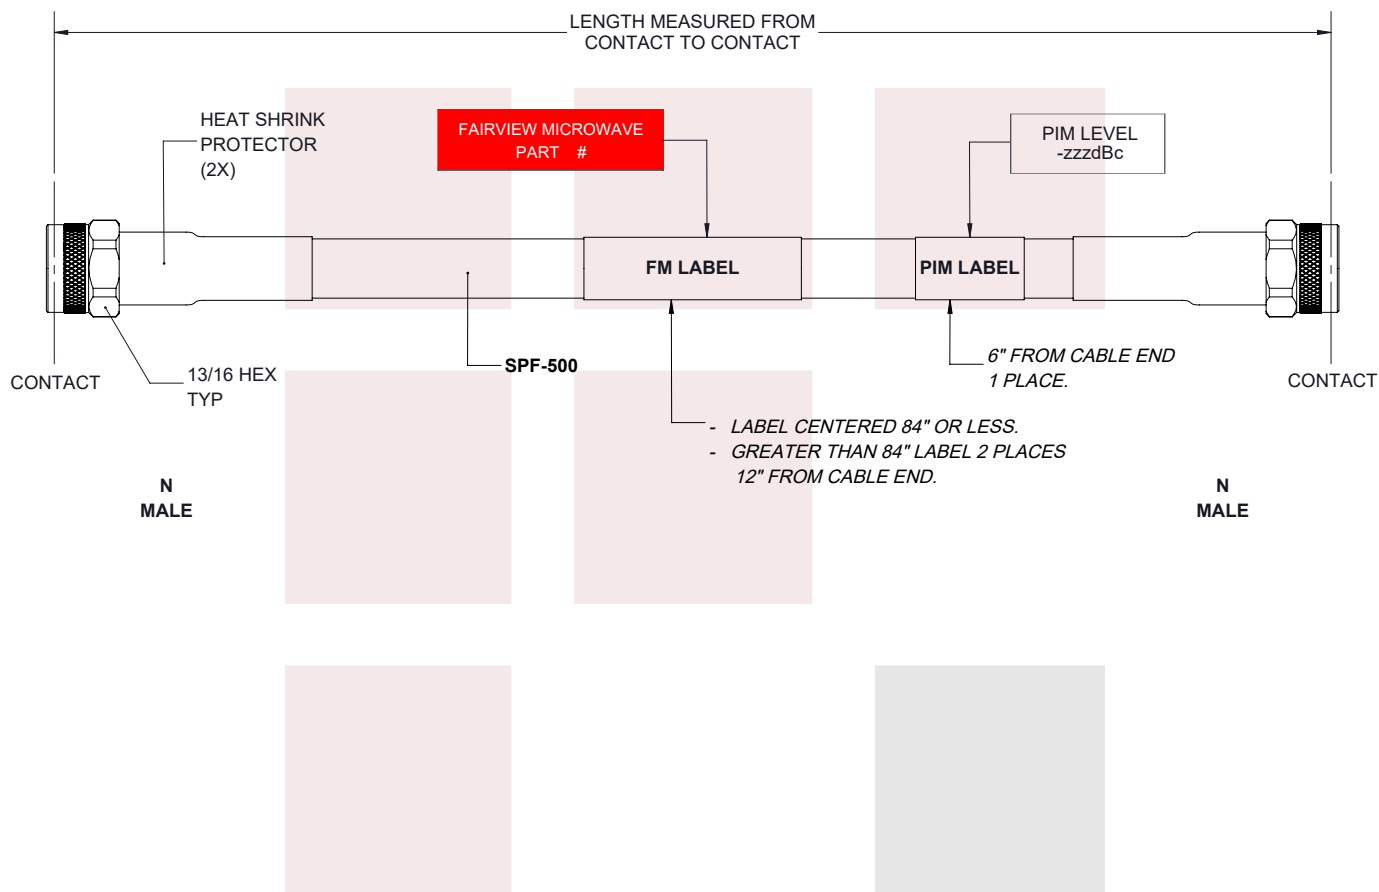 LENGTH MEASURED FROM
CONTACT TO CONTACT
HEAT SHRINK
PROTECTOR
(2X)
FAIRVIEW MICROWAVE
PART #
PIM LEVEL
-zzzdBc
FM LABEL
PIM LABEL
CONTACT
13/16 HEX
TYP
SPF-500
6" FROM CABLE END
1 PLACE.
CONTACT
- LABEL CENTERED 84" OR LESS.
- GREATER THAN 84" LABEL 2 PLACES
12" FROM CABLE END.
N
MALE
N
MALE